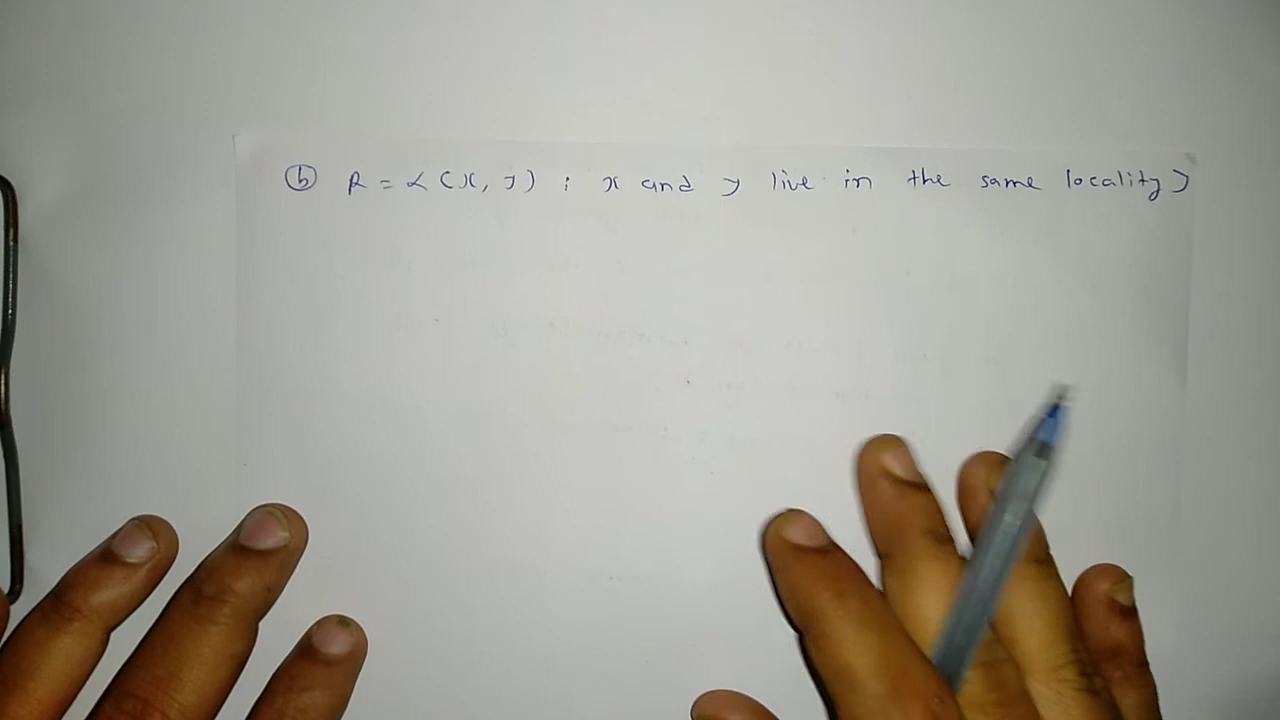 (b) R = {(x, y) : x and y live in the same locality}